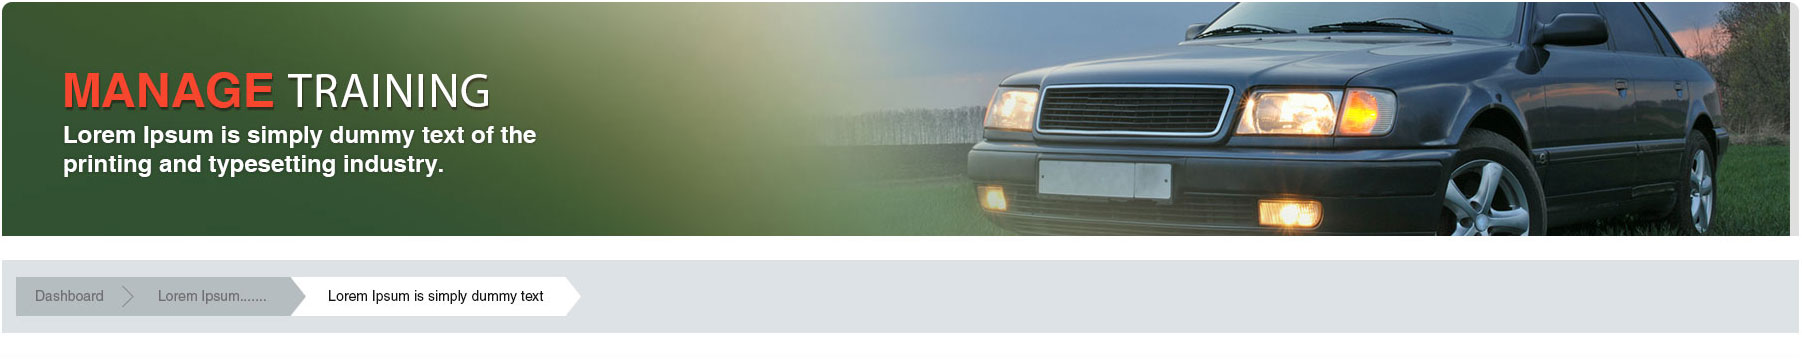 MANAGE TRAINING
Lorem Ipsum is simply dummy text of the
printing and typesetting industry.
Dashboard
Lorem Ipsum.......
Lorem Ipsum is simply dummy text